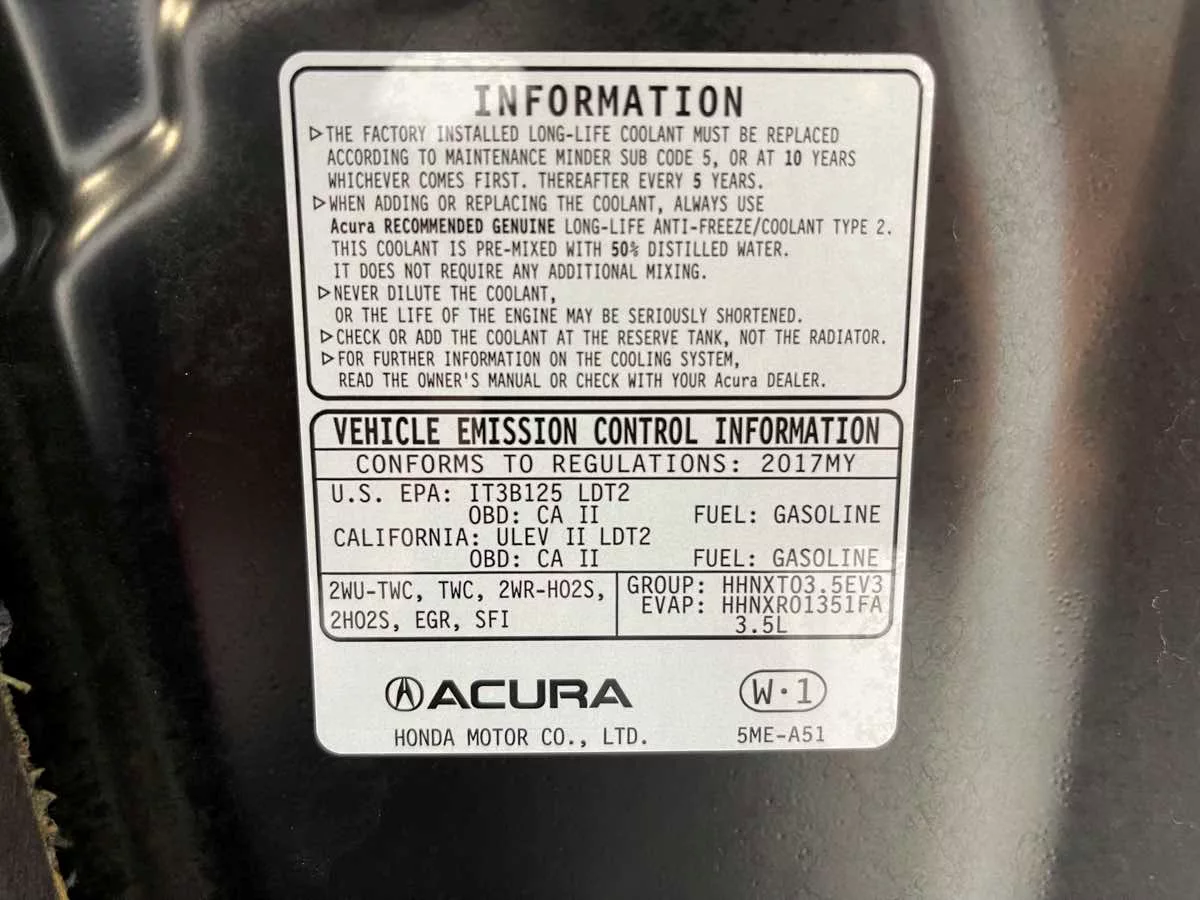 INFORMATION
▷THE FACTORY INSTALLED LONG-LIFE COOLANT MUST BE REPLACED
ACCORDING TO MAINTENANCE MINDER SUB CODE 5, OR AT 10 YEARS
WHICHEVER COMES FIRST. THEREAFTER EVERY 5 YEARS.
▷WHEN ADDING OR REPLACING THE COOLANT, ALWAYS USE
Acura RECOMMENDED GENUINE LONG-LIFE ANTI-FREEZE/COOLANT TYPE 2.
THIS COOLANT IS PRE-MIXED WITH 50% DISTILLED WATER.
IT DOES NOT REQUIRE ANY ADDITIONAL MIXING.
▷NEVER DILUTE THE COOLANT,
OR THE LIFE OF THE ENGINE MAY BE SERIOUSLY SHORTENED.
▷CHECK OR ADD THE COOLANT AT THE RESERVE TANK, NOT THE RADIATOR.
▷FOR FURTHER INFORMATION ON THE COOLING SYSTEM,
READ THE OWNER'S MANUAL OR CHECK WITH YOUR Acura DEALER.
VEHICLE EMISSION CONTROL INFORMATION
CONFORMS TO REGULATIONS: 2017MY
U.S. EPA: IT3B125 LDT2
OBD: CA II FUEL: GASOLINE
CALIFORNIA: ULEV II LDT2
OBD: CA II FUEL: GASOLINE
2WU-TWC, TWC, 2WR-HO2S,
2HO2S, EGR, SFI
GROUP: HHNXT03.5EV3
EVAP: HHNXR01351FA
3.5L
ACURA
HONDA MOTOR CO., LTD.
W·1
5ME-A51